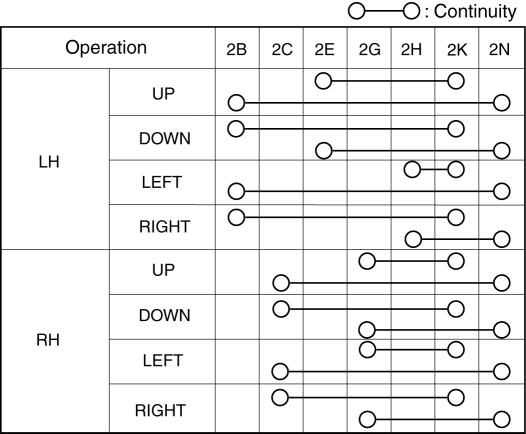 : Continuity
Operation 2B 2C 2E 2G 2H 2K 2N
LH
UP
DOWN
LEFT
RIGHT
RH
UP
DOWN
LEFT
RIGHT